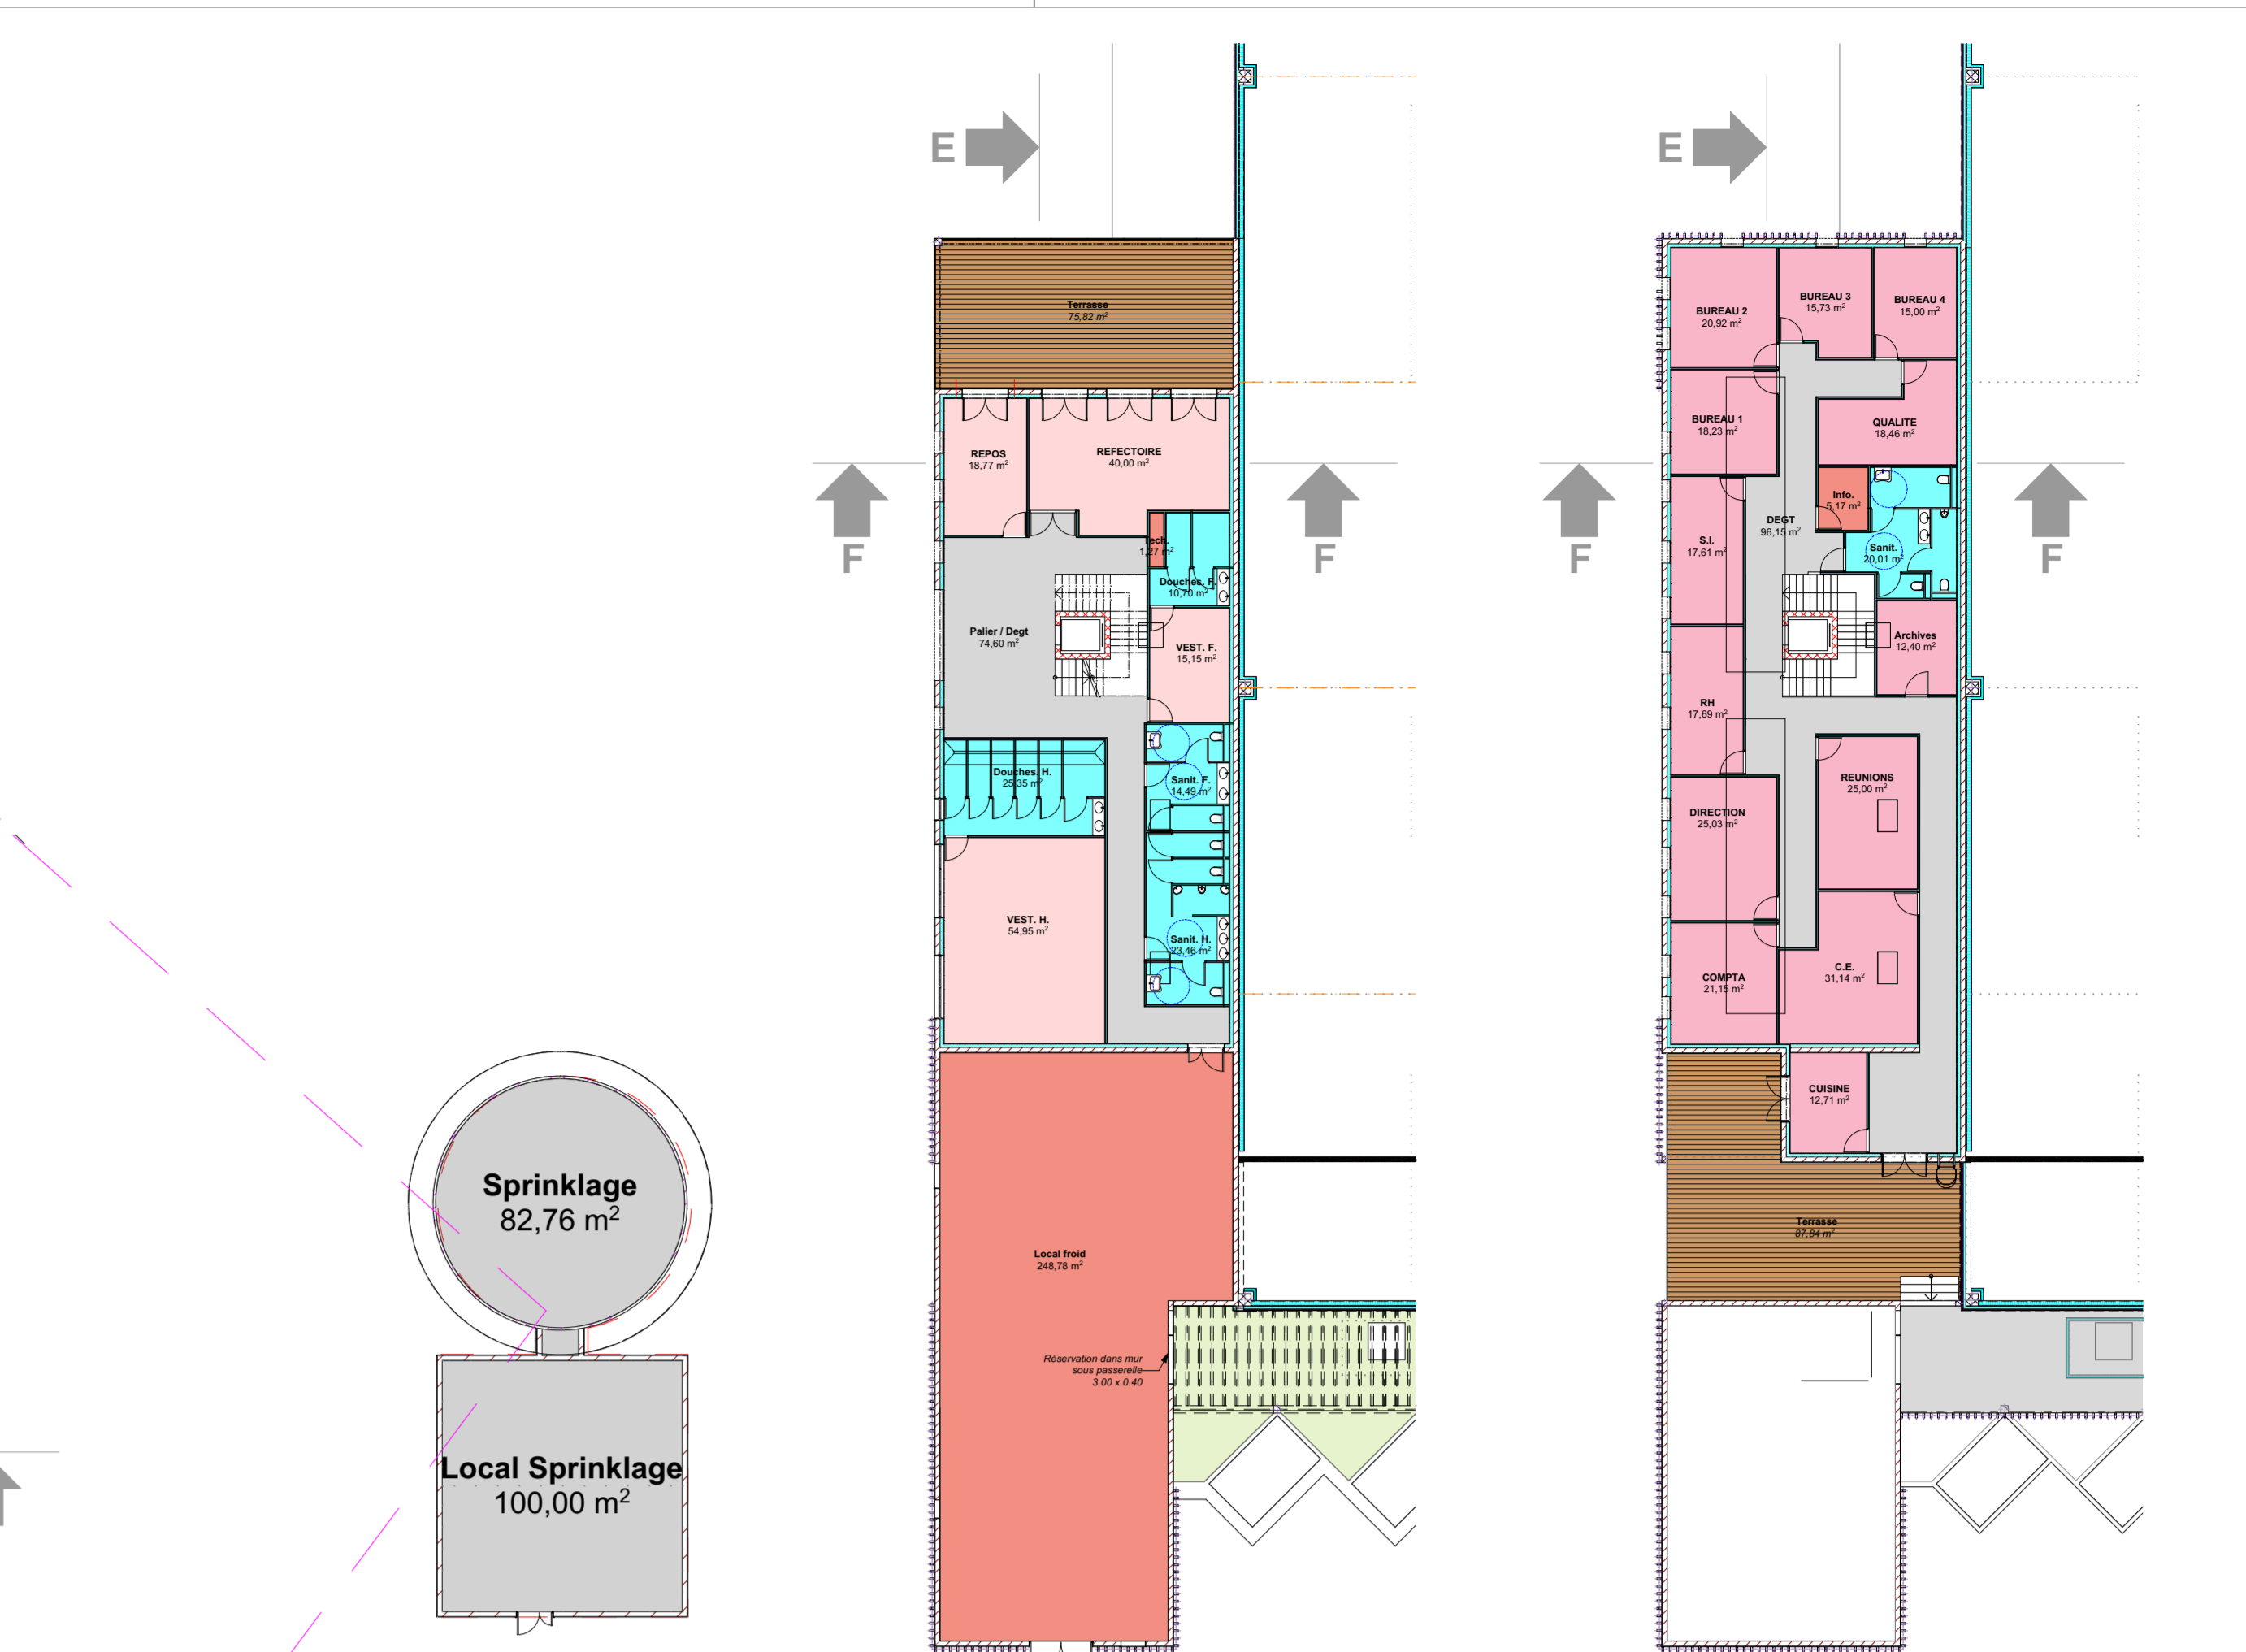 E
E
Terrasse
75,82 m²
BUREAU 2
20,92 m²
BUREAU 3
15,73 m²
BUREAU 4
15,00 m²
BUREAU 1
18,23 m²
QUALITE
18,46 m²
REPOS
18,77 m²
REFECTOIRE
40,00 m²
F
F
F
F
Tech.
1,27 m²
Douches. F.
10,70 m²
Palier / Degt
74,60 m²
VEST. F.
15,15 m²
Info.
5,17 m²
DEGT
96,15 m²
S.I.
17,61 m²
Sanit.
20,01 m²
Archives
12,40 m²
RH
17,69 m²
Douches. H.
25,35 m²
Sanit. F.
14,49 m²
REUNIONS
25,00 m²
DIRECTION
25,03 m²
VEST. H.
54,95 m²
Sanit. H.
23,46 m²
COMPTA
21,15 m²
C.E.
31,14 m²
CUISINE
12,71 m²
Sprinklage
82,76 m²
Terrasse
87,84 m²
Local froid
248,78 m²
Réservation dans mur
sous passerelle
3.00 x 0.40
Local Sprinklage
100,00 m²